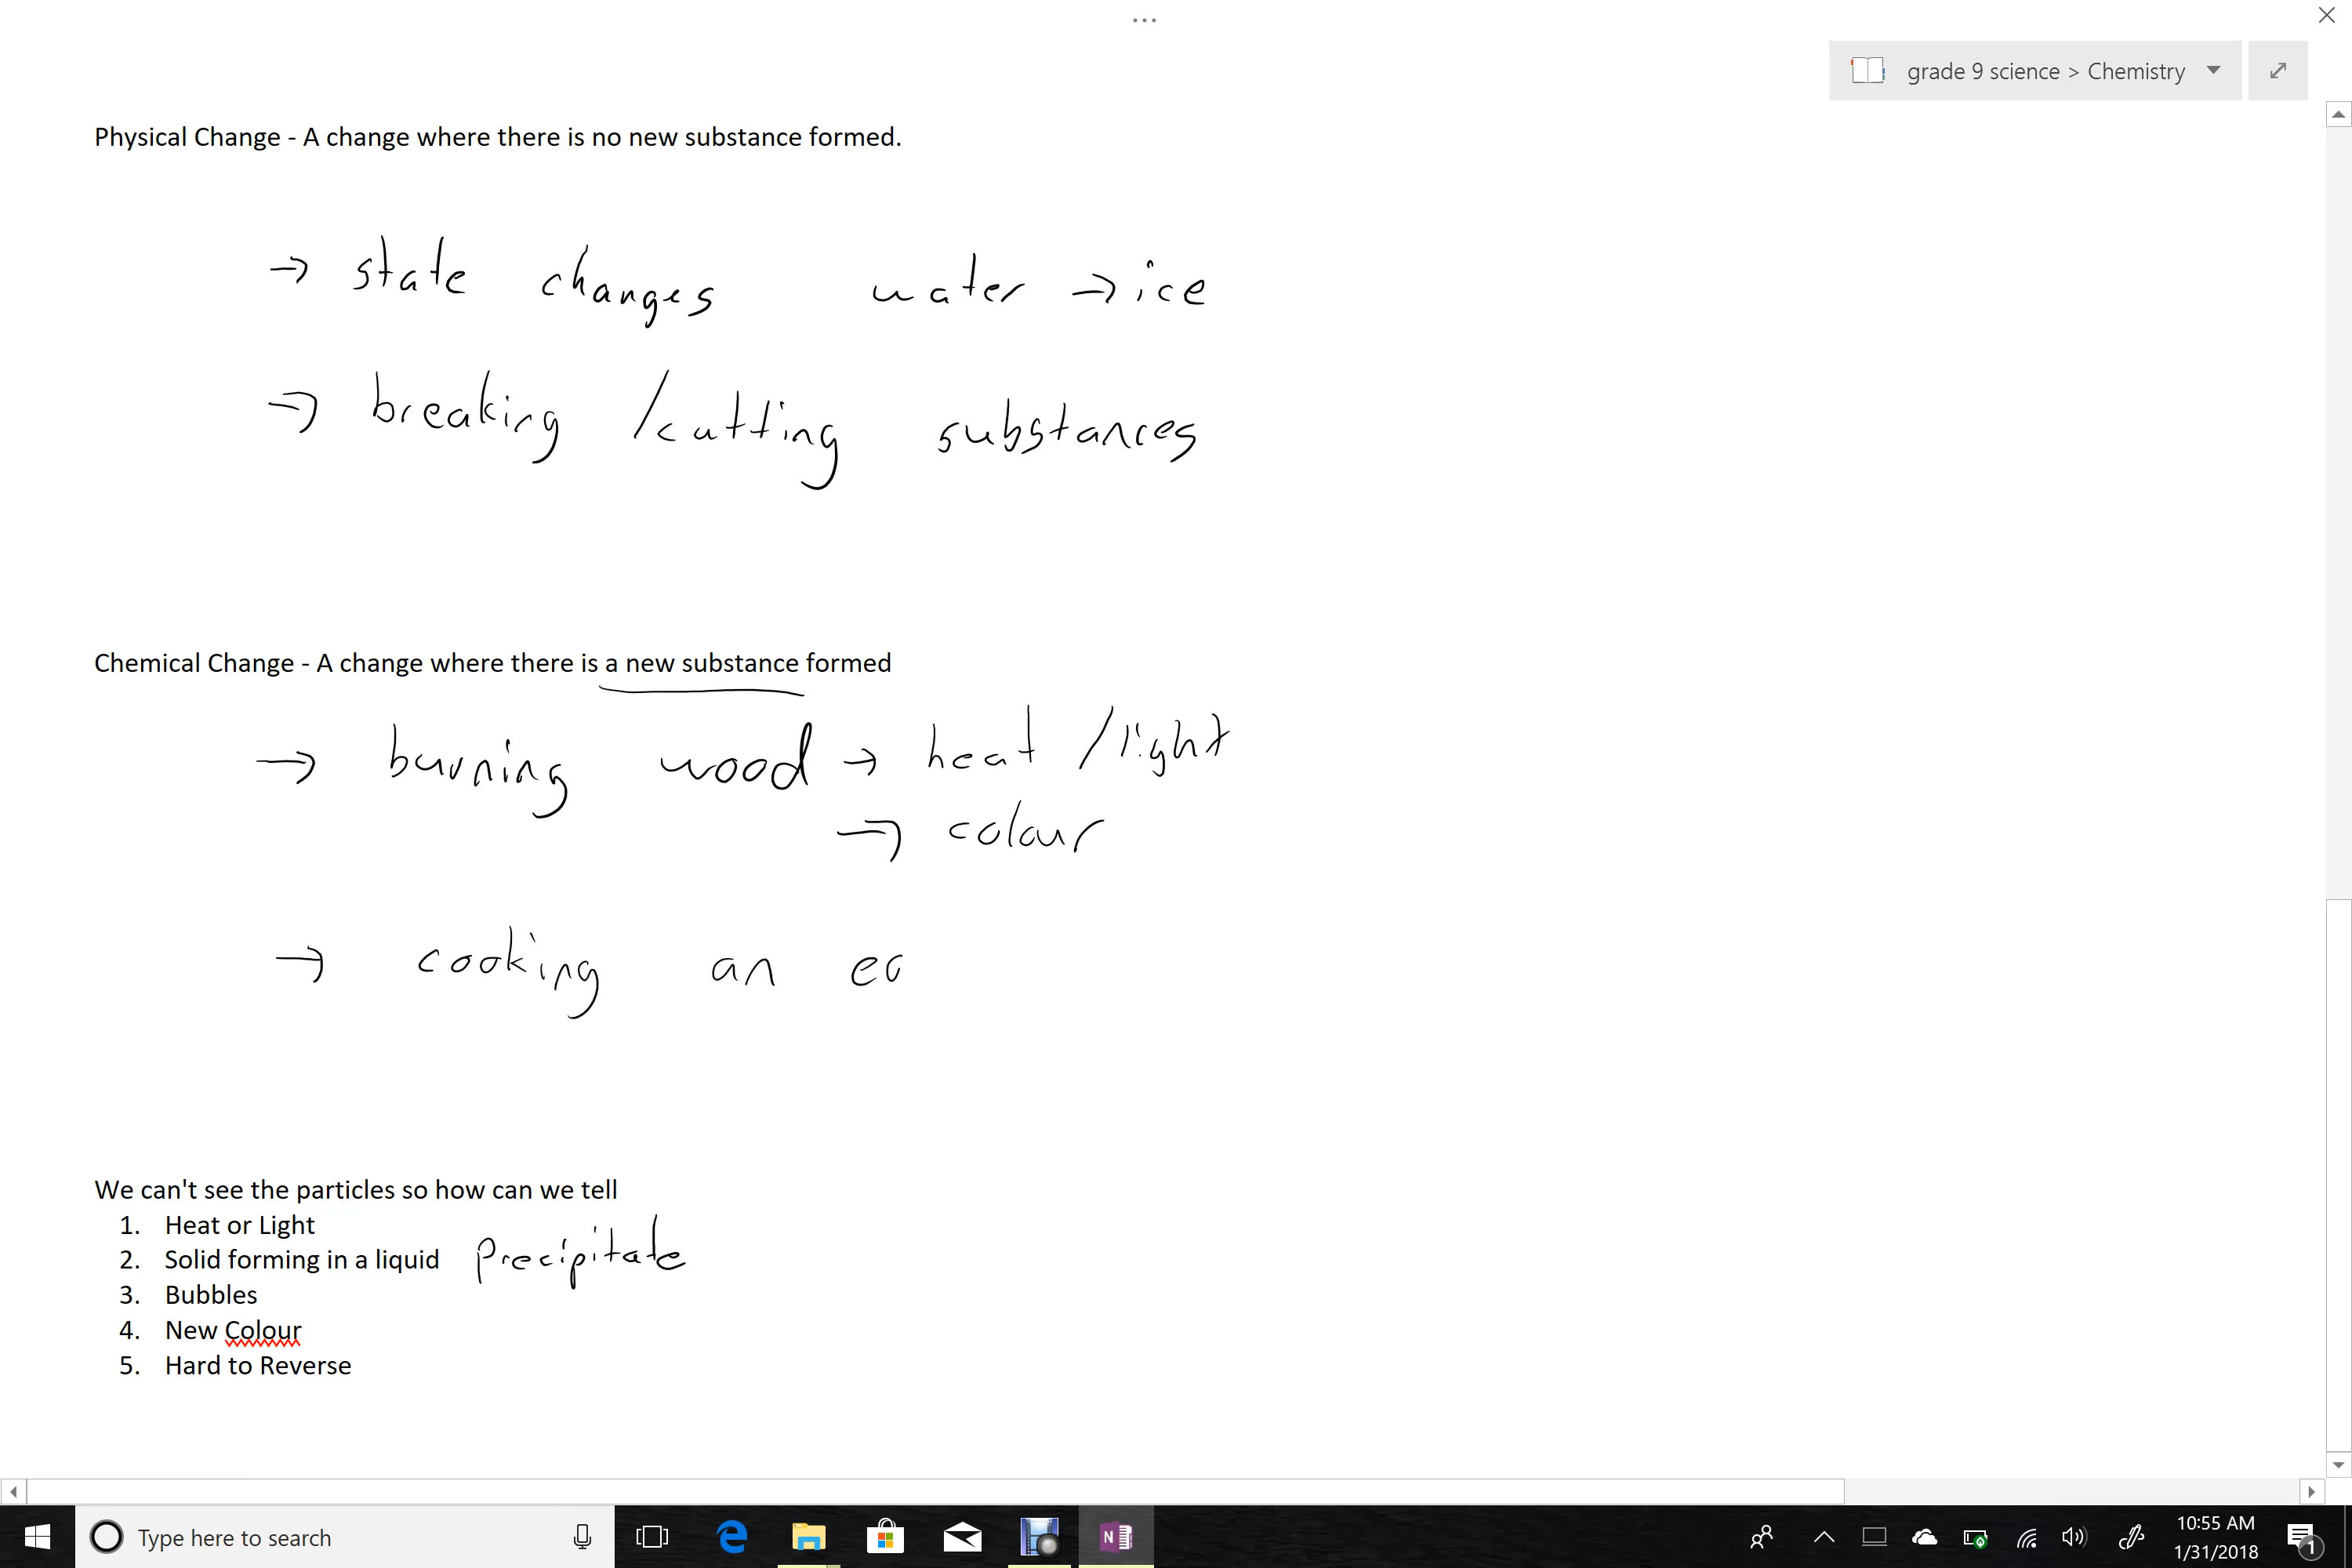 grade 9 science > Chemistry
Physical Change - A change where there is no new substance formed.
→ state changes water → ice
→ breaking /cutting substances
Chemical Change - A change where there is a new substance formed
→ burning wood → heat /light
→ colour
→ cooking an
We can't see the particles so how can we tell
1. Heat or Light
2. Solid forming in a liquid Precipitate
3. Bubbles
4. New Colour
5. Hard to Reverse
Type here to search
N
10:55 AM
1/31/2018
1